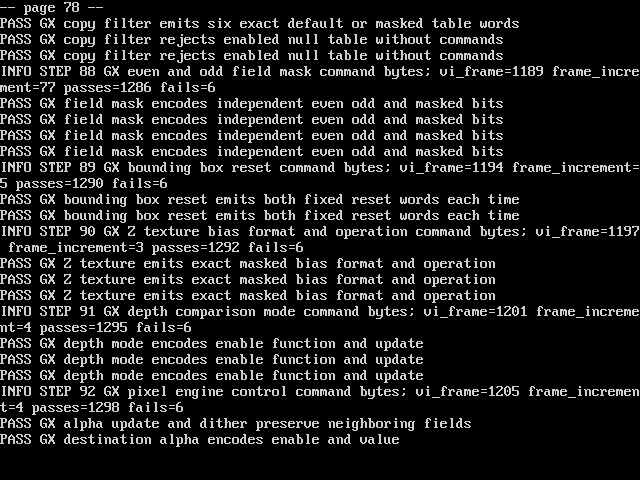 -- page 78 --
PASS GX copy filter emits six exact default or masked table words
PASS GX copy filter rejects enabled null table without commands
PASS GX copy filter rejects enabled null table without commands
INFO STEP 88 GX even and odd field mask command bytes; vi_frame=1189 frame_incre
ment=77 passes=1286 fails=6
PASS GX field mask encodes independent even odd and masked bits
PASS GX field mask encodes independent even odd and masked bits
PASS GX field mask encodes independent even odd and masked bits
PASS GX field mask encodes independent even odd and masked bits
INFO STEP 89 GX bounding box reset command bytes; vi_frame=1194 frame_increment=
5 passes=1290 fails=6
PASS GX bounding box reset emits both fixed reset words each time
PASS GX bounding box reset emits both fixed reset words each time
INFO STEP 90 GX Z texture bias format and operation command bytes; vi_frame=1197
 frame_increment=3 passes=1292 fails=6
PASS GX Z texture emits exact masked bias format and operation
PASS GX Z texture emits exact masked bias format and operation
PASS GX Z texture emits exact masked bias format and operation
INFO STEP 91 GX depth comparison mode command bytes; vi_frame=1201 frame_increme
nt=4 passes=1295 fails=6
PASS GX depth mode encodes enable function and update
PASS GX depth mode encodes enable function and update
PASS GX depth mode encodes enable function and update
INFO STEP 92 GX pixel engine control command bytes; vi_frame=1205 frame_incremen
t=4 passes=1298 fails=6
PASS GX alpha update and dither preserve neighboring fields
PASS GX destination alpha encodes enable and value